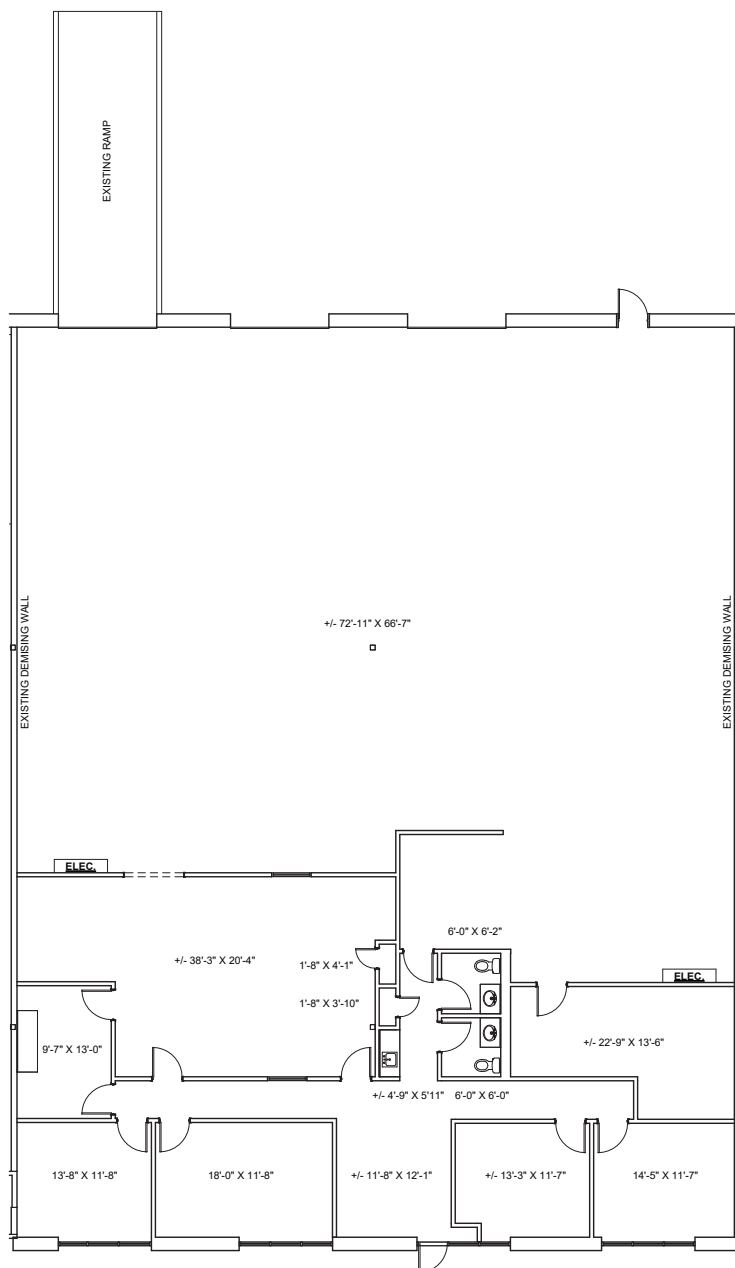 EXISTING RAMP
EXISTING DEMISING WALL
EXISTING DEMISING WALL
+/- 72'-11" X 66'-7"
ELEC.
6'-0" X 6'-2"
+/- 38'-3" X 20'-4"
1'-8" X 4'-1"
ELEC.
1'-8" X 3'-10"
9'-7" X 13'-0"
+/- 22'-9" X 13'-6"
+/- 4'-9" X 5'11"
6'-0" X 6'-0"
13'-8" X 11'-8"
18'-0" X 11'-8"
+/- 11'-8" X 12'-1"
+/- 13'-3" X 11'-7"
14'-5" X 11'-7"